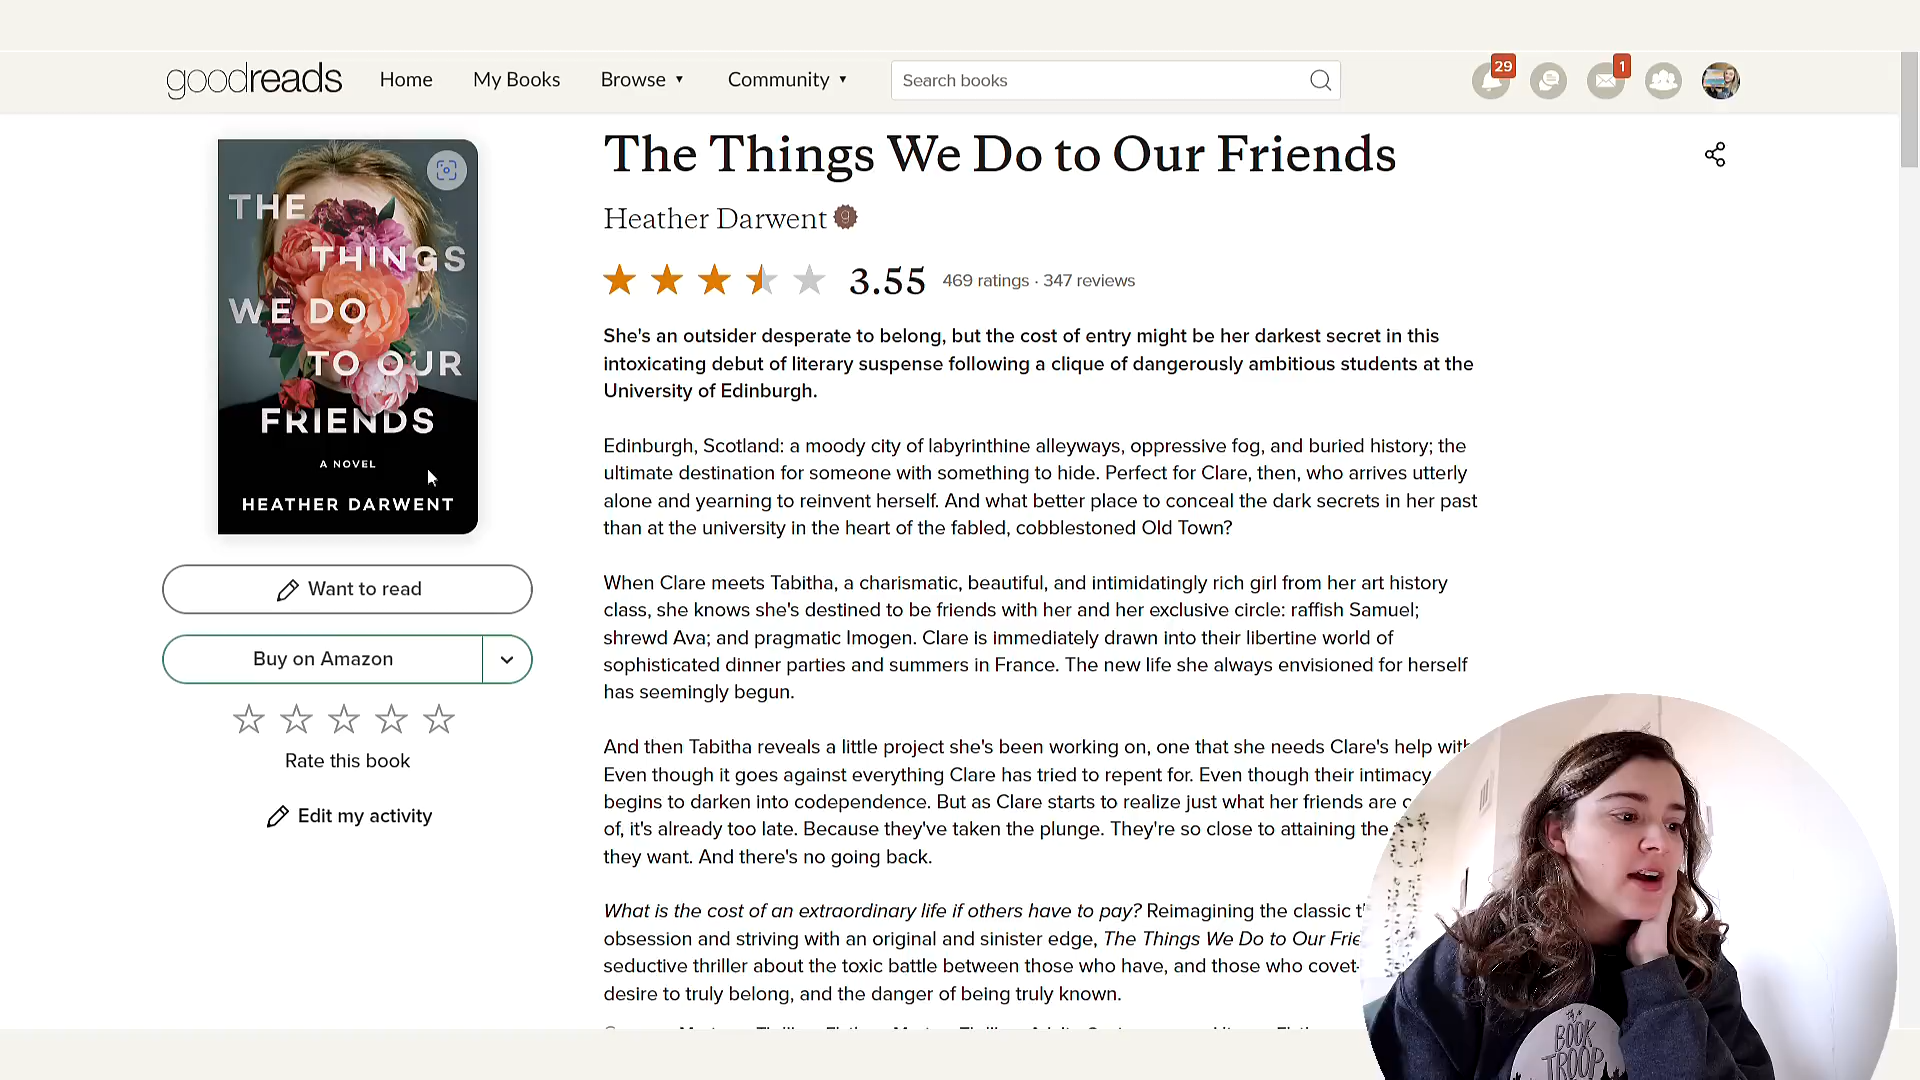 goodreads Home My Books Browse Community Search books 29 1
THE
THINGS
WE DO
TO OUR
FRIENDS
A NOVEL
HEATHER DARWENT
Want to read
Buy on Amazon
Rate this book
Edit my activity
The Things We Do to Our Friends
Heather Darwent g
3.55 469 ratings · 347 reviews
She's an outsider desperate to belong, but the cost of entry might be her darkest secret in this
intoxicating debut of literary suspense following a clique of dangerously ambitious students at the
University of Edinburgh.
Edinburgh, Scotland: a moody city of labyrinthine alleyways, oppressive fog, and buried history; the
ultimate destination for someone with something to hide. Perfect for Clare, then, who arrives utterly
alone and yearning to reinvent herself. And what better place to conceal the dark secrets in her past
than at the university in the heart of the fabled, cobblestoned Old Town?
When Clare meets Tabitha, a charismatic, beautiful, and intimidatingly rich girl from her art history
class, she knows she's destined to be friends with her and her exclusive circle: raffish Samuel;
shrewd Ava; and pragmatic Imogen. Clare is immediately drawn into their libertine world of
sophisticated dinner parties and summers in France. The new life she always envisioned for herself
has seemingly begun.
And then Tabitha reveals a little project she's been working on, one that she needs Clare's help with
Even though it goes against everything Clare has tried to repent for. Even though their intimacy
begins to darken into codependence. But as Clare starts to realize just what her friends are
of, it's already too late. Because they've taken the plunge. They're so close to attaining the
they want. And there's no going back.
What is the cost of an extraordinary life if others have to pay? Reimagining the classic
obsession and striving with an original and sinister edge, The Things We Do to Our
seductive thriller about the toxic battle between those who have, and those who covet
desire to truly belong, and the danger of being truly known.
THE
BOOK
TROOP